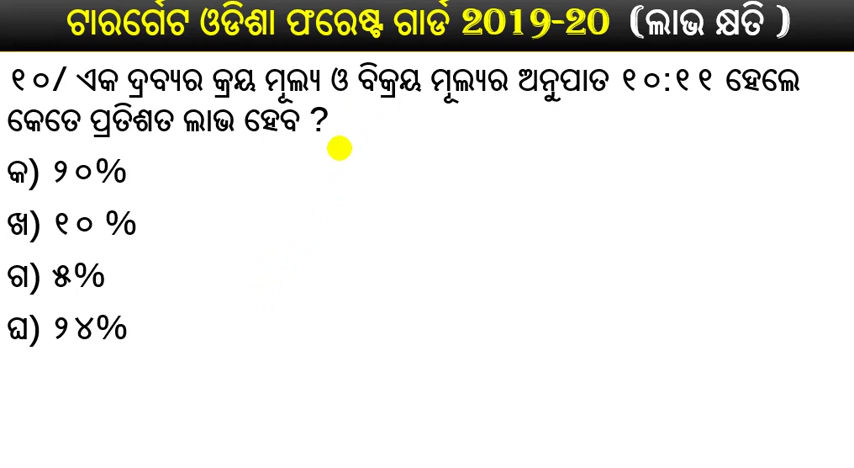 ଟାରଗେଁଟ ଓଡିଶା ଫରେଷ୍ଟ ଗାର୍ଡ 2019-20 (ଲାଭ କ୍ଷତି )
୧୦/ ଏକ ଦ୍ରବ୍ୟର କ୍ରୟ ମୂଲ୍ୟ ଓ ବିକ୍ରୟ ମୂଲ୍ୟର ଅନୁପାତ ୧୦:୧୧ ହେଲେ
କେତେ ପ୍ରତିଶତ ଲାଭ ହେବ ?
କ) ୨୦%
ଖ) ୧୦ %
ଗ) ୫%
ଘ) ୨୪%